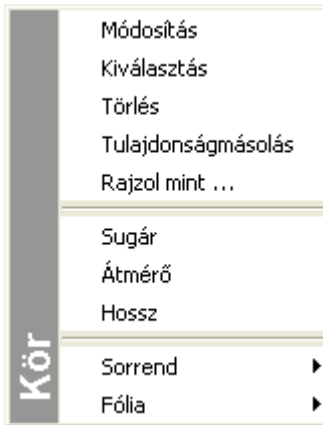 Módosítás
Kiválasztás
Törlés
Tulajdonságmásolás
Rajzol mint ...
Sugár
Átmérő
Hossz
Sorrend
Fólia
Kör